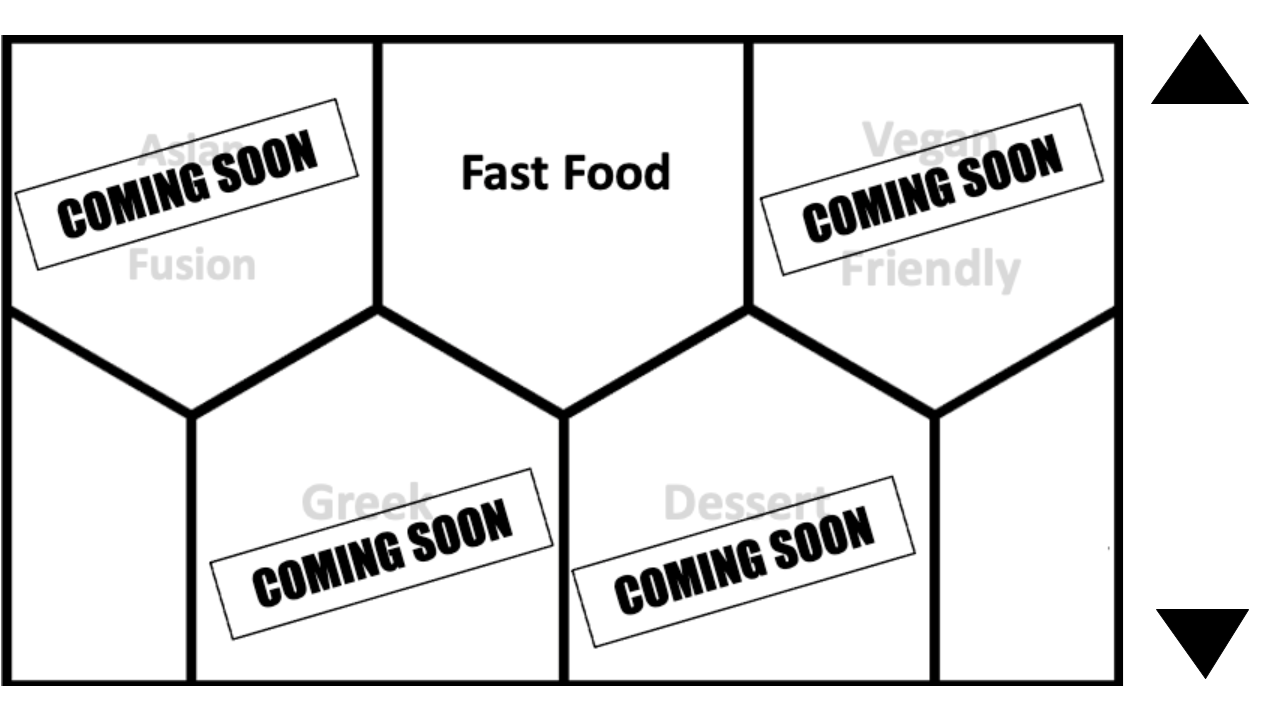 Asian
COMING SOON
Fusion
Fast Food
Vegan
COMING SOON
Friendly
Greek
COMING SOON
Dessert
COMING SOON